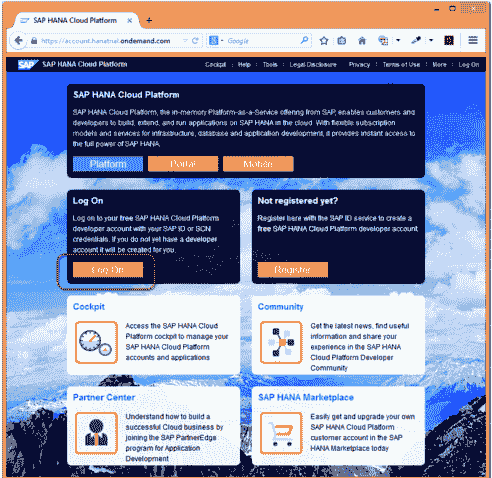 SAP HANA Cloud Platform
https://account.hanatrial.ondemand.com
Google
SAP SAP HANA Cloud Platform Cockpit Help Tools Legal Disclosure Privacy Terms of Use More Log On
SAP HANA Cloud Platform
SAP HANA Cloud Platform, the in-memory Platform-as-a-Service offering from SAP, enables customers and
developers to build, extend, and run applications on SAP HANA in the cloud. With flexible subscription
models and services for infrastructure, database and application development, it provides instant access to
the full power of SAP HANA.
Platform Portal Mobile
Log On
Log on to your free SAP HANA Cloud Platform
developer account with your SAP ID or SCN
credentials. If you do not yet have a developer
account it will be created for you.
Log On
Not registered yet?
Register here with the SAP ID service to create a
free SAP HANA Cloud Platform developer account
Register
Cockpit
Access the SAP HANA Cloud
Platform cockpit to manage your
SAP HANA Cloud Platform
accounts and applications
Community
Get the latest news, find useful
information and share your
experience in the SAP HANA
Cloud Platform Developer
Community
Partner Center
Understand how to build a
successful Cloud business by
joining the SAP PartnerEdge
program for Application
Development
SAP HANA Marketplace
Easily get and upgrade your own
SAP HANA Cloud Platform
customer account in the SAP
HANA Marketplace today